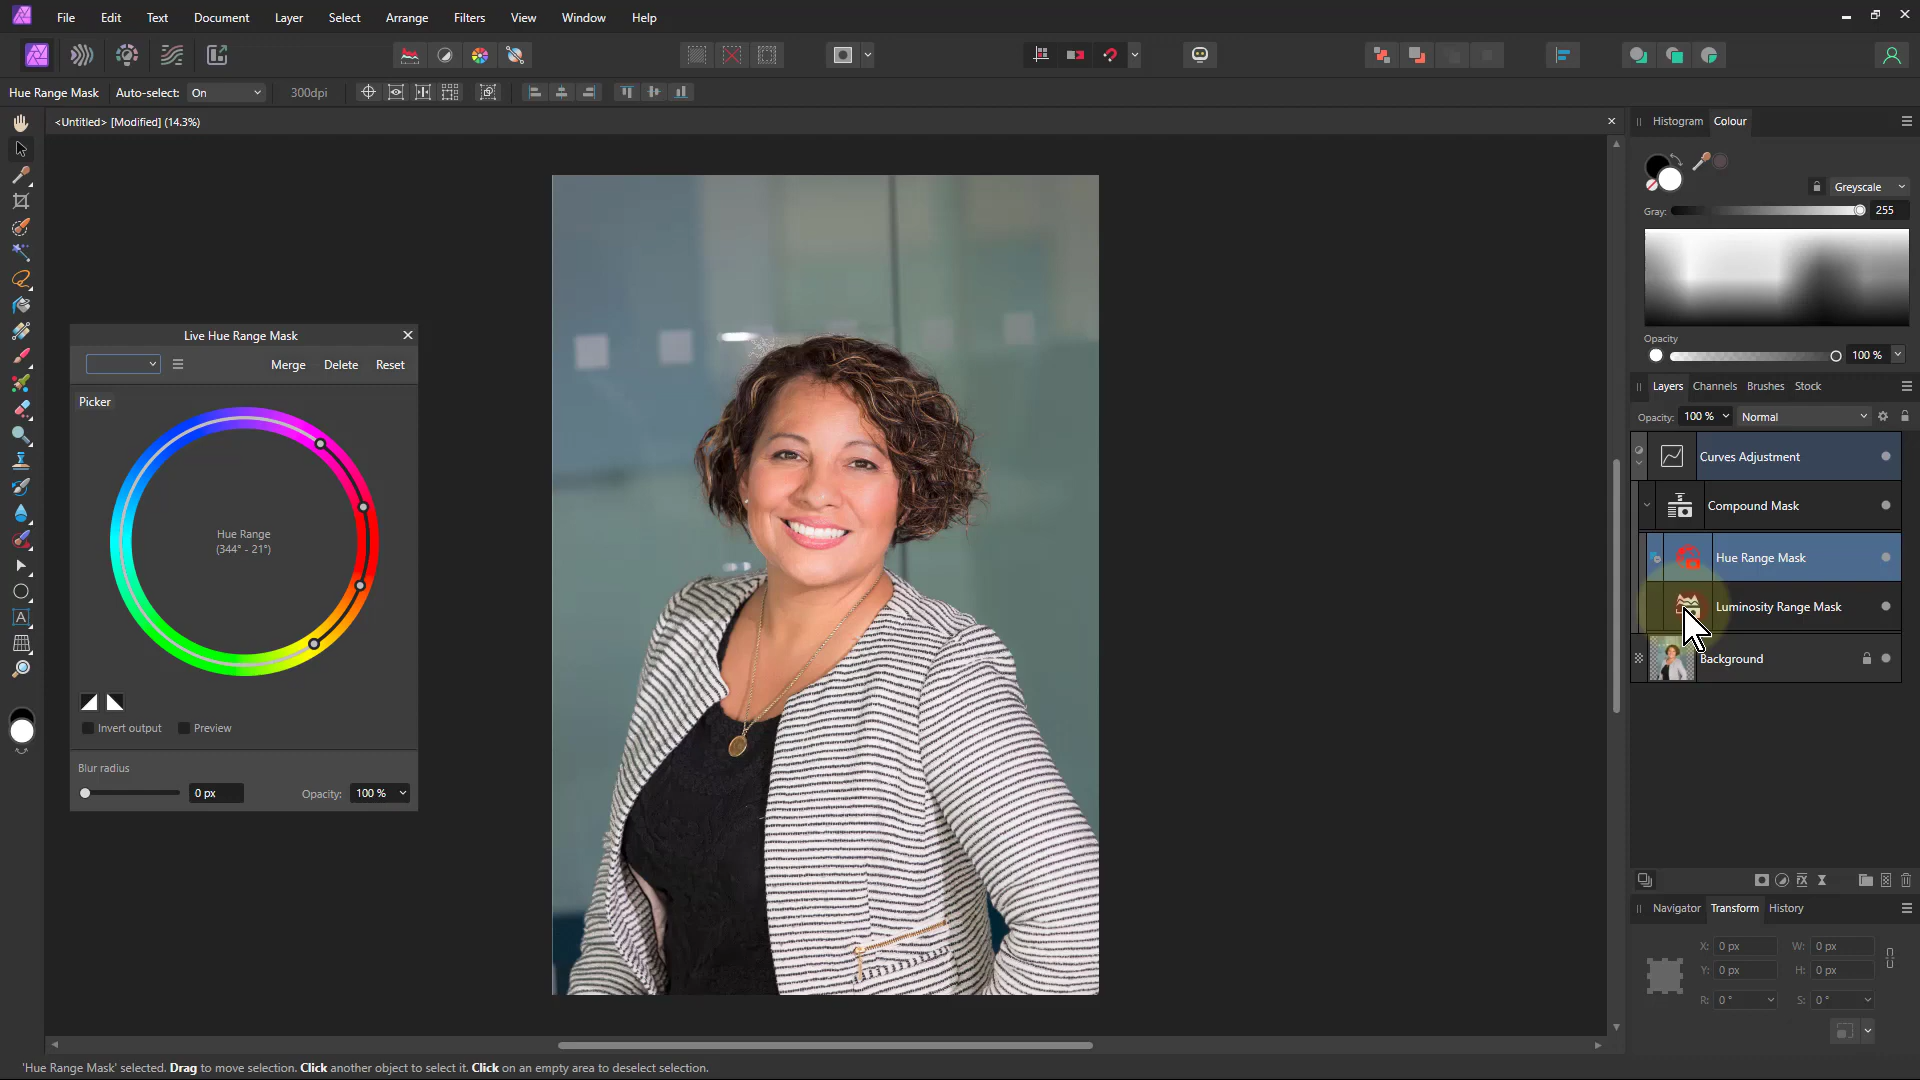 File Edit Text Document Layer Select Arrange Filters View Window Help
Hue Range Mask Auto-select: On 300dpi
<Untitled> [Modified] (14.3%)
Histogram Colour
Greyscale
Gray: 255
Opacity
100 %
Live Hue Range Mask
Merge Delete Reset
Picker
Hue Range
(344° - 21°)
Invert output Preview
Blur radius
0 px Opacity: 100 %
Layers Channels Brushes Stock
Opacity: 100 % Normal
Curves Adjustment
Compound Mask
Hue Range Mask
Luminosity Range Mask
Background
Navigator Transform History
X: 0 px W: 0 px
Y: 0 px H: 0 px
R: 0 ° S: 0 °
'Hue Range Mask' selected. Drag to move selection. Click another object to select it. Click on an empty area to deselect selection.